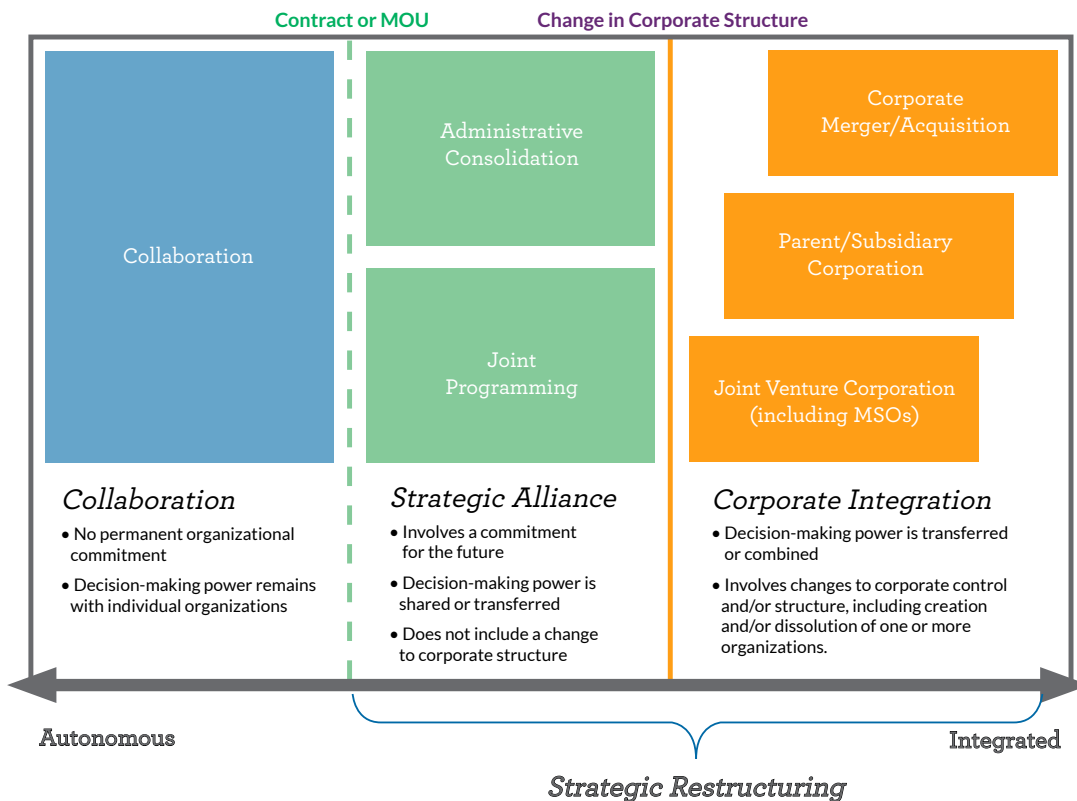 Contract or MOU
Change in Corporate Structure
Collaboration
Administrative
Consolidation
Joint
Programming
Corporate
Merger/Acquisition
Parent/Subsidiary
Corporation
Joint Venture Corporation
(including MSOs)
Collaboration
• No permanent organizational
commitment
• Decision-making power remains
with individual organizations
Strategic Alliance
• Involves a commitment
for the future
• Decision-making power is
shared or transferred
• Does not include a change
to corporate structure
Corporate Integration
• Decision-making power is transferred
or combined
• Involves changes to corporate control
and/or structure, including creation
and/or dissolution of one or more
organizations.
Autonomous
Integrated
Strategic Restructuring